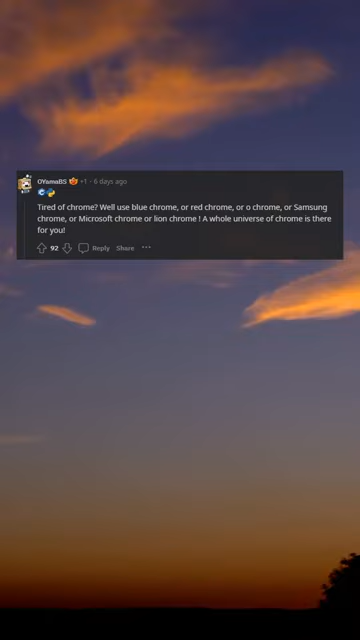 OYamaBS +1 · 6 days ago
Tired of chrome? Well use blue chrome, or red chrome, or o chrome, or Samsung
chrome, or Microsoft chrome or lion chrome ! A whole universe of chrome is there
for you!
92 Reply Share ···